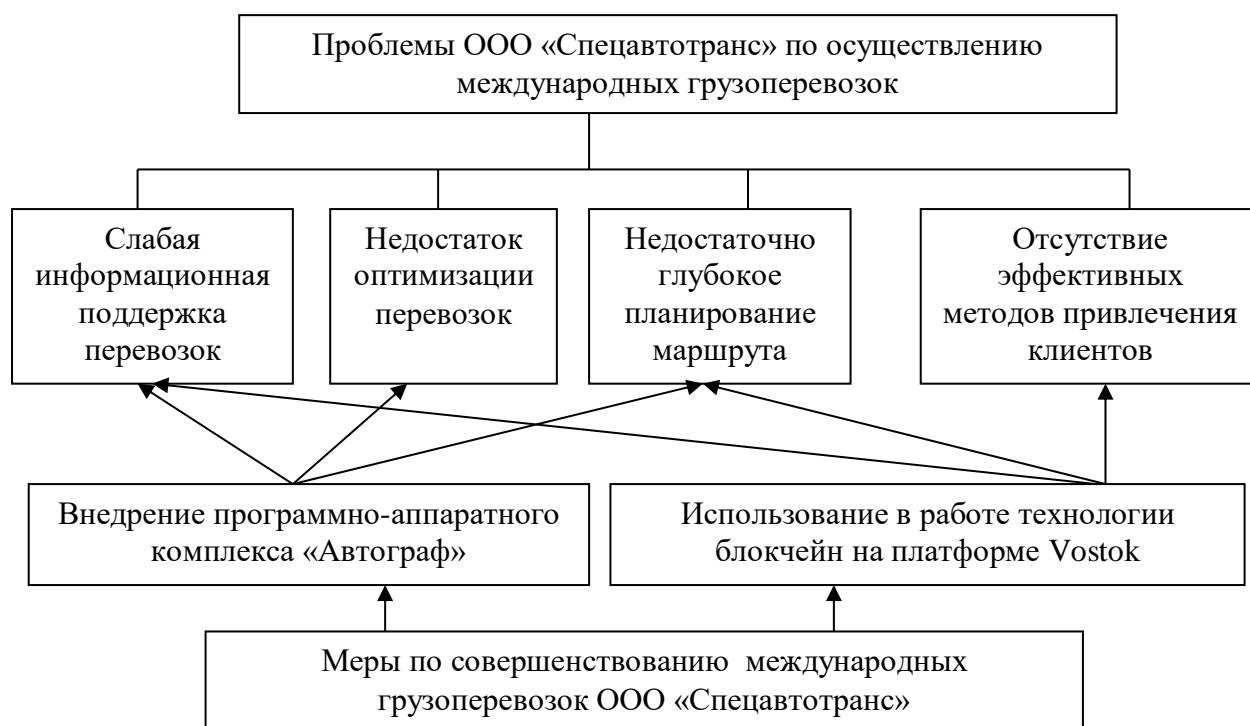 Проблемы ООО «Спецавтотранс» по осуществлению
международных грузоперевозок
Слабая
информационная
поддержка
перевозок
Недостаток
оптимизации
перевозок
Недостаточно
глубокое
планирование
маршрута
Отсутствие
эффективных
методов привлечения
клиентов
Внедрение программно-аппаратного
комплекса «Автограф»
Использование в работе технологии
блокчейн на платформе Vostok
Меры по совершенствованию международных
грузоперевозок ООО «Спецавтотранс»